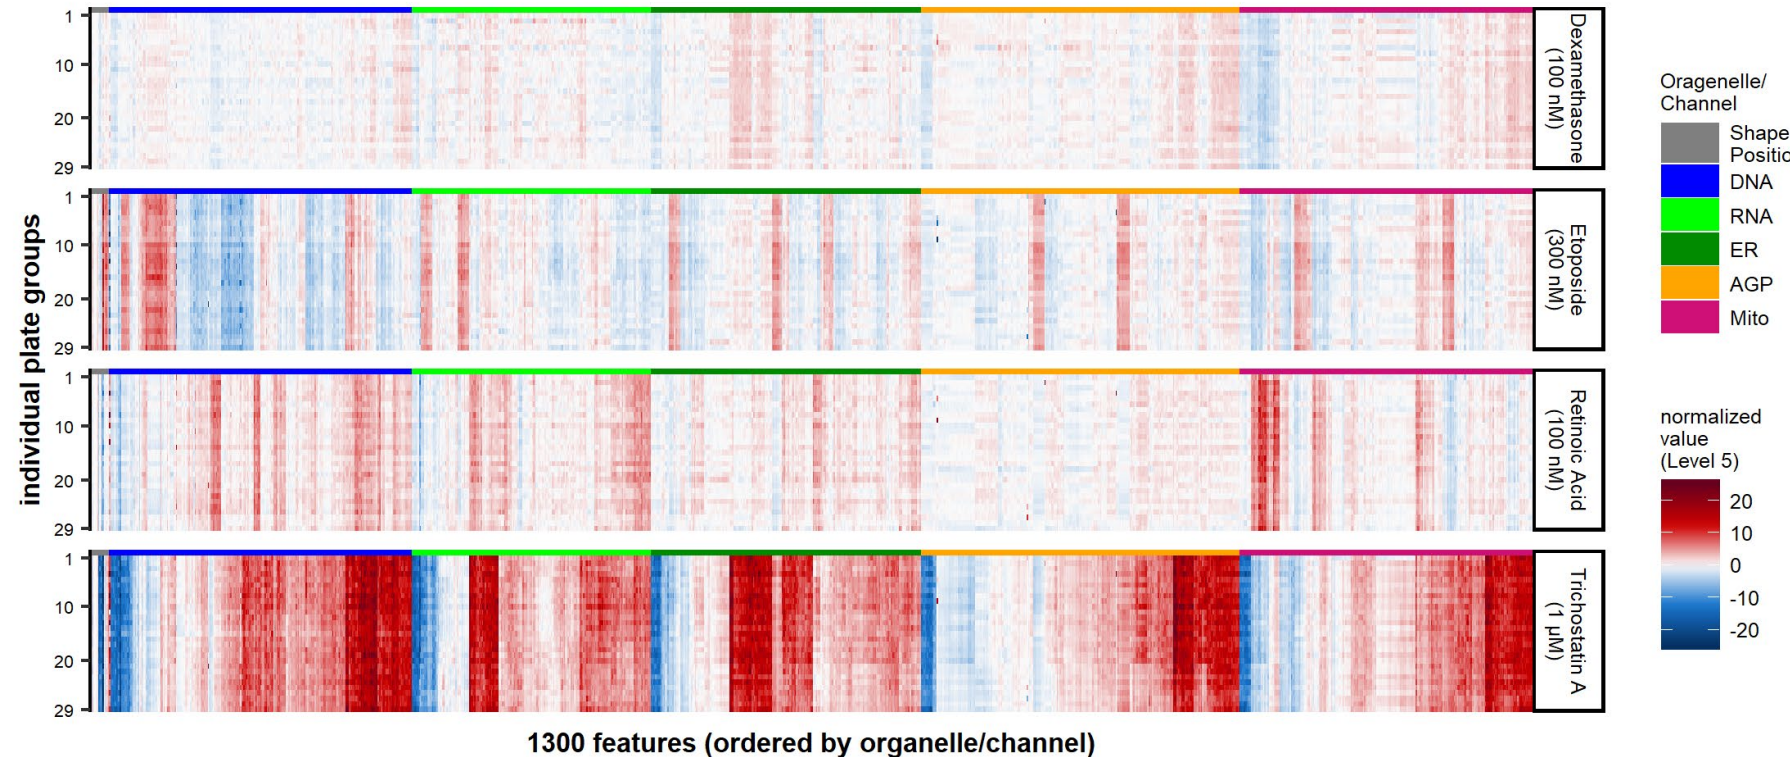 1
10
20
29
Dexamethasone
(100 nM)
1
10
20
29
Etoposide
(300 nM)
1
10
20
29
Retinoic Acid
(100 nM)
1
10
20
29
Trichostatin A
(1 µM)
individual plate groups
1300 features (ordered by organelle/channel)
Oragenelle/
Channel
Shape
Positio
DNA
RNA
ER
AGP
Mito
normalized
value
(Level 5)
20
10
0
-10
-20